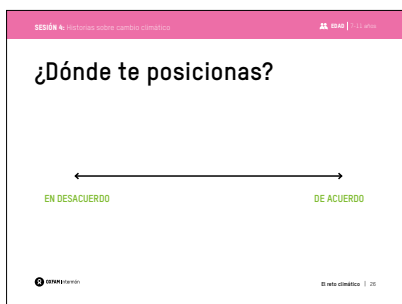 SESIÓN 4: Historias sobre cambio climático
EDAD | 7-11 años
¿Dónde te posicionas?
EN DESACUERDO
DE ACUERDO
OXFAM Intermón
El reto climático | 26